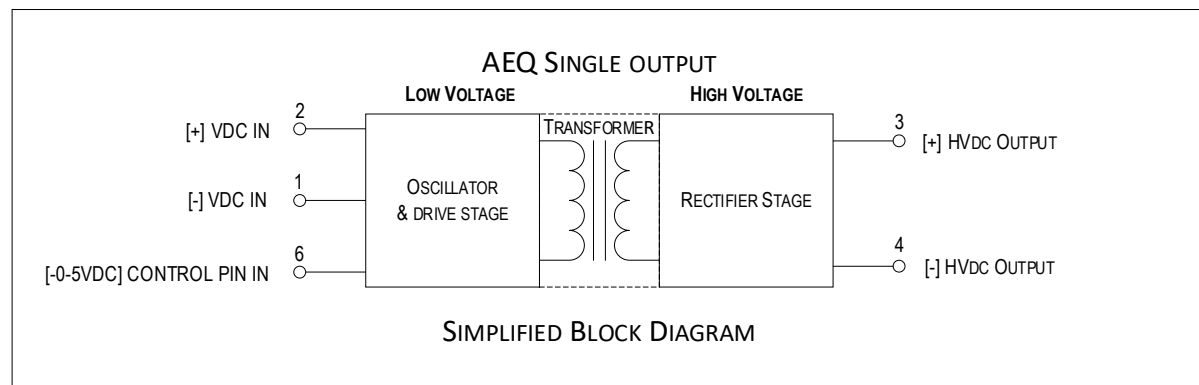 AEQ SINGLE OUTPUT
LOW VOLTAGE
HIGH VOLTAGE
2
[+] VDC IN
TRANSFORMER
3
[+] HVDC OUTPUT
1
[-] VDC IN
OSCILLATOR
& DRIVE STAGE
RECTIFIER STAGE
6
[-0-5VDC] CONTROL PIN IN
4
[-] HVDC OUTPUT
SIMPLIFIED BLOCK DIAGRAM